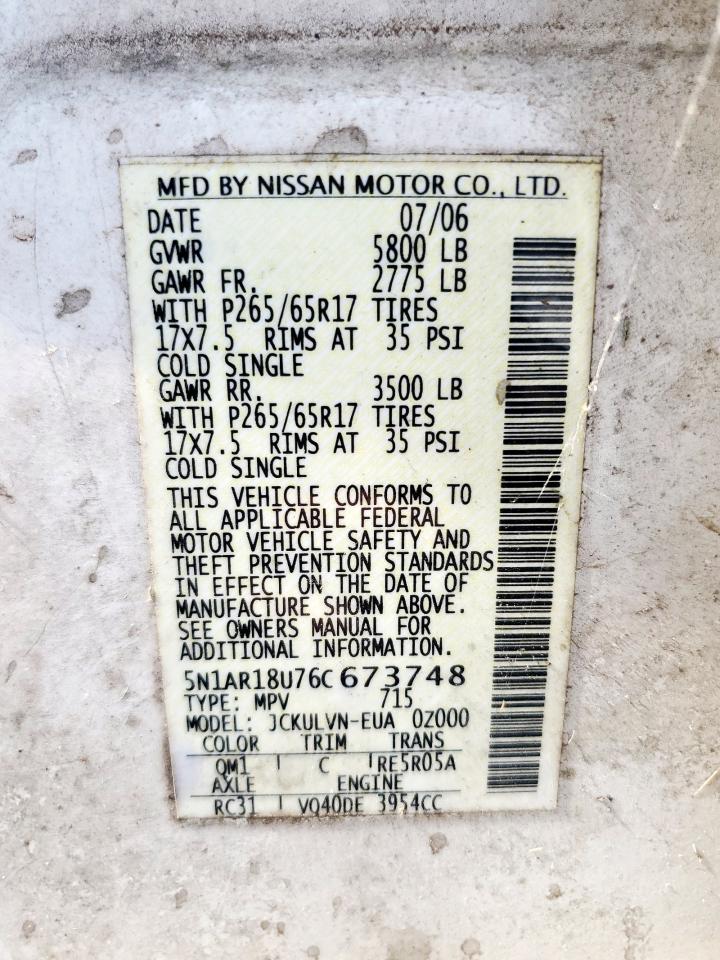 MFD BY NISSAN MOTOR CO., LTD.
DATE 07/06
GVWR 5800 LB
GAWR FR. 2775 LB
WITH P265/65R17 TIRES
17X7.5 RIMS AT 35 PSI
COLD SINGLE
GAWR RR. 3500 LB
WITH P265/65R17 TIRES
17X7.5 RIMS AT 35 PSI
COLD SINGLE
THIS VEHICLE CONFORMS TO
ALL APPLICABLE FEDERAL
MOTOR VEHICLE SAFETY AND
THEFT PREVENTION STANDARDS
IN EFFECT ON THE DATE OF
MANUFACTURE SHOWN ABOVE.
SEE OWNERS MANUAL FOR
ADDITIONAL INFORMATION.
5N1AR18U76C673748
TYPE: MPV 715
MODEL: JCKULVN-EUA 0Z000
COLOR TRIM TRANS
QM1 C RE5R05A
AXLE ENGINE
RC31 VQ40DE 3954CC